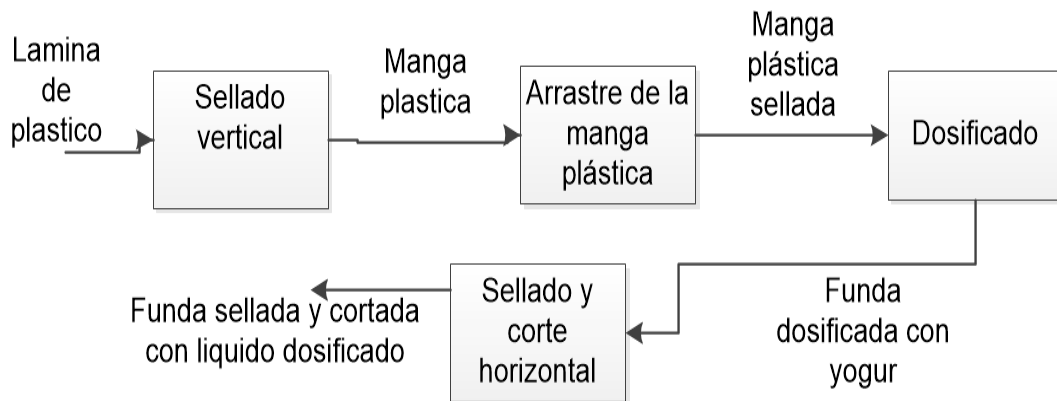 Lamina
de
plastico
Sellado
vertical
Manga
plastica
Arrastre de la
manga
plástica
Manga
plástica
sellada
Dosificado
Funda
dosificada con
yogur
Sellado y
corte
horizontal
Funda sellada y cortada
con liquido dosificado